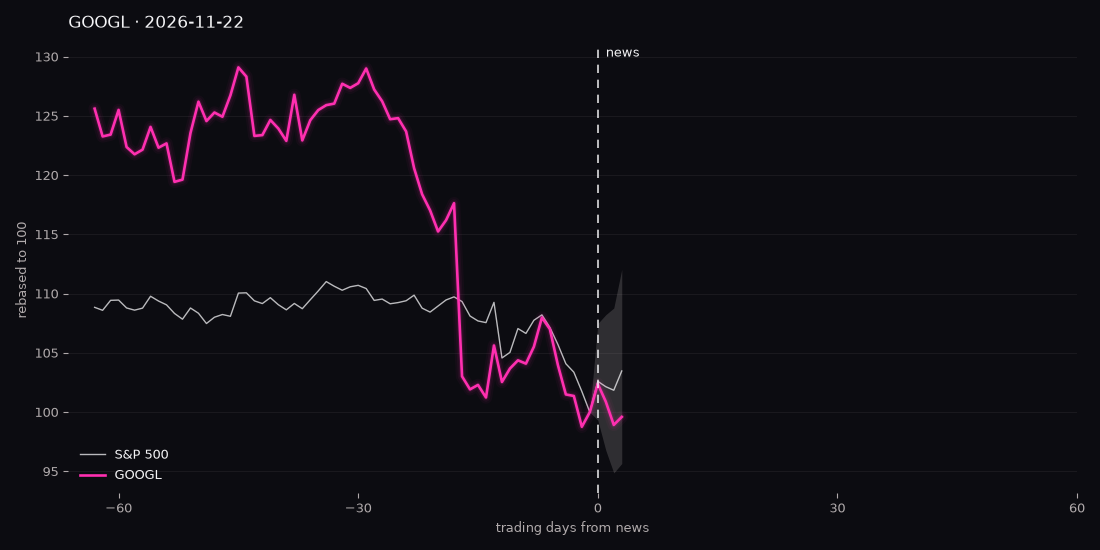 GOOGL · 2026-11-22
news
rebased to 100
130
125
120
115
110
105
100
95
S&P 500
GOOGL
−60
−30
0
30
60
trading days from news